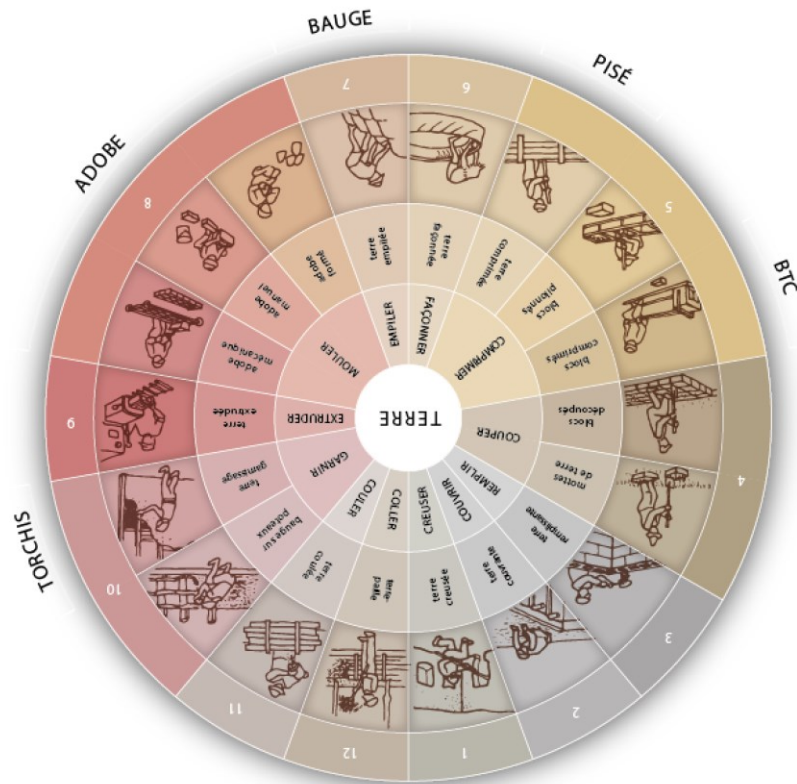 BAUGE
PISÉ
BTC
ADOBE
TORCHIS
TERRE
CREUSER
COUVRIR
REMPLIR
COUPER
COMPRIMER
FAÇONNER
EMPILER
MOULER
EXTRUDER
GARNIR
COULER
COLLER
terre
creusée
terre
couvrante
terre
remplissante
mottes
de terre
blocs
découpés
blocs
comprimés
blocs
pilonnés
terre
comprimée
terre
façonnée
terre
empilée
adobe
formé
adobe
manuel
adobe
mécanique
terre
extrudée
terre
garnissage
bauge sur
poteaux
terre
coulée
terre-
paille
1
2
3
4
5
6
7
8
9
10
11
12